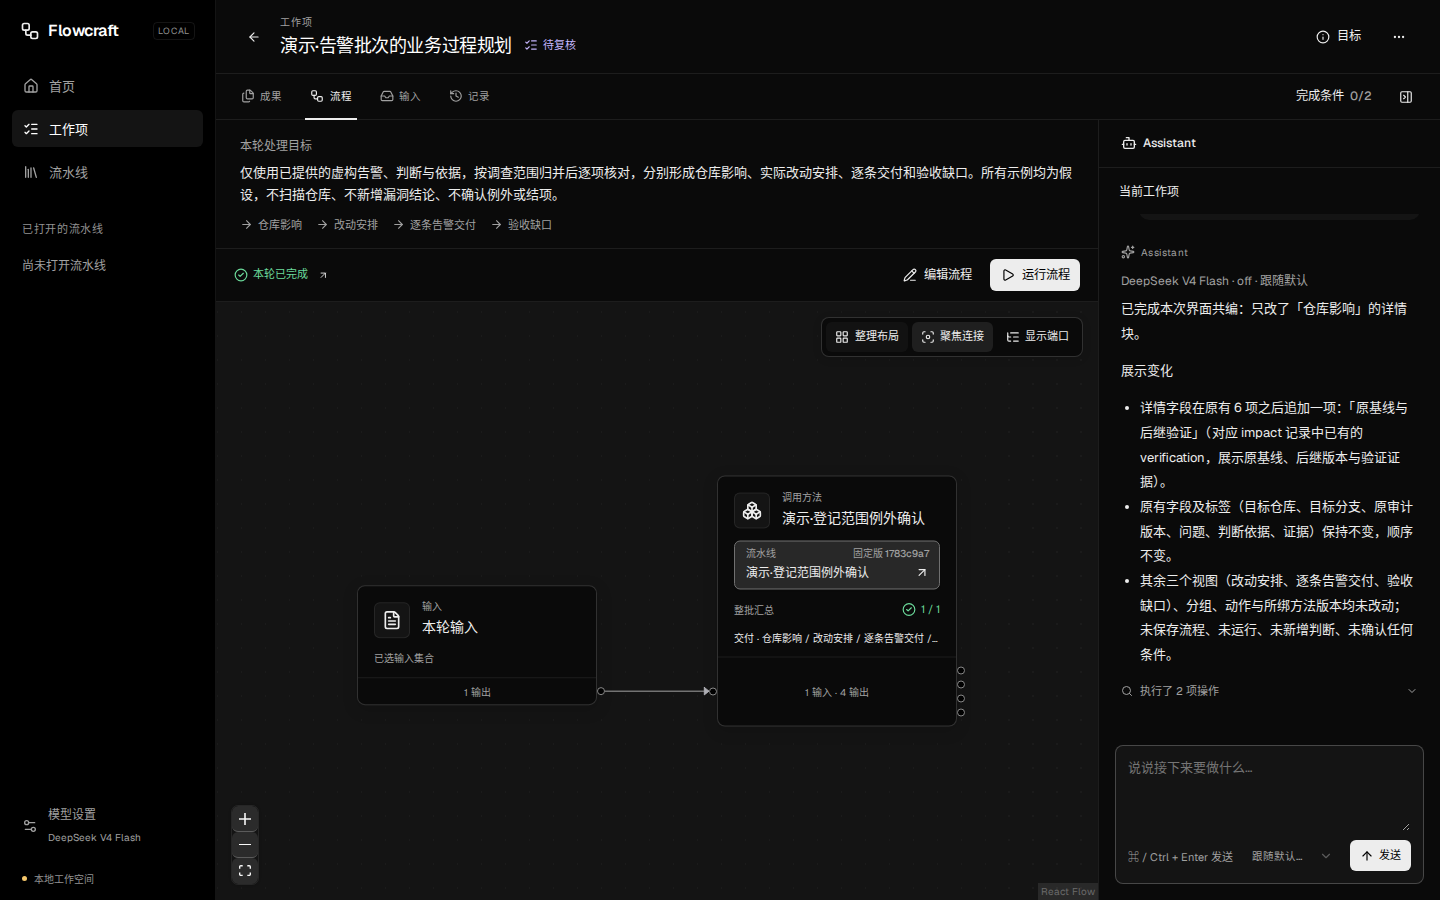 Flowcraft
LOCAL
首页
工作项
流水线
已打开的流水线
尚未打开流水线
模型设置
DeepSeek V4 Flash
本地工作空间
工作项
演示·告警批次的业务过程规划
待复核
目标
成果
流程
输入
记录
完成条件 0/2
本轮处理目标
仅使用已提供的虚构告警、判断与依据，按调查范围归并后逐项核对，分别形成仓库影响、实际改动安排、逐条交付和验收缺口。所有示例均为假
设，不扫描仓库、不新增漏洞结论、不确认例外或结项。
仓库影响
改动安排
逐条告警交付
验收缺口
本轮已完成
编辑流程
运行流程
整理布局
聚焦连接
显示端口
输入
本轮输入
已选输入集合
1 输出
调用方法
演示·登记范围例外确认
流水线
固定版 1783c9a7
演示·登记范围例外确认
整批汇总
1 / 1
交付 · 仓库影响 / 改动安排 / 逐条告警交付 /...
1 输入 · 4 输出
React Flow
Assistant
当前工作项
Assistant
DeepSeek V4 Flash · off · 跟随默认
已完成本次界面共编：只改了「仓库影响」的详情
块。
展示变化
• 详情字段在原有 6 项之后追加一项：「原基线与
后继验证」（对应 impact 记录中已有的
verification，展示原基线、后继版本与验证证
据）。
• 原有字段及标签（目标仓库、目标分支、原审计
版本、问题、判断依据、证据）保持不变，顺序
不变。
• 其余三个视图（改动安排、逐条告警交付、验收
缺口）、分组、动作与所绑方法版本均未改动；
未保存流程、未运行、未新增判断、未确认任何
条件。
执行了 2 项操作
说说接下来要做什么...
⌘ / Ctrl + Enter 发送
跟随默认...
发送